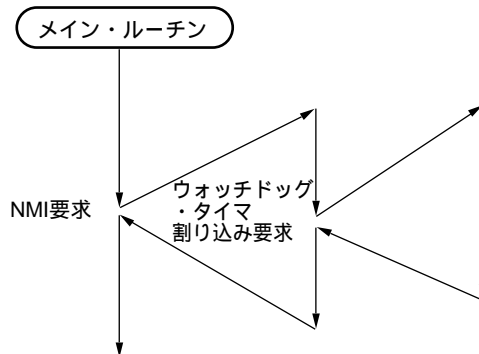 メイン・ルーチン
NMI要求
ウォッチドッグ
・タイマ
割り込み要求